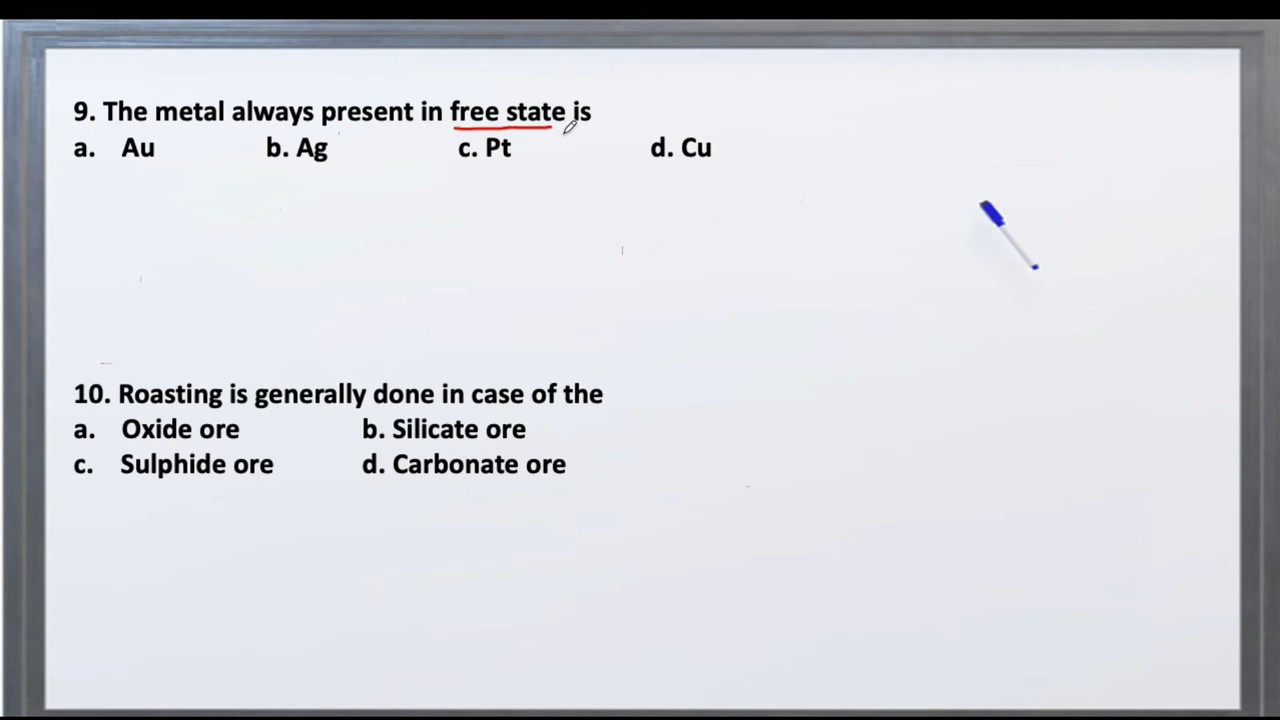 9. The metal always present in free state is
a. Au b. Ag c. Pt d. Cu
10. Roasting is generally done in case of the
a. Oxide ore b. Silicate ore
c. Sulphide ore d. Carbonate ore